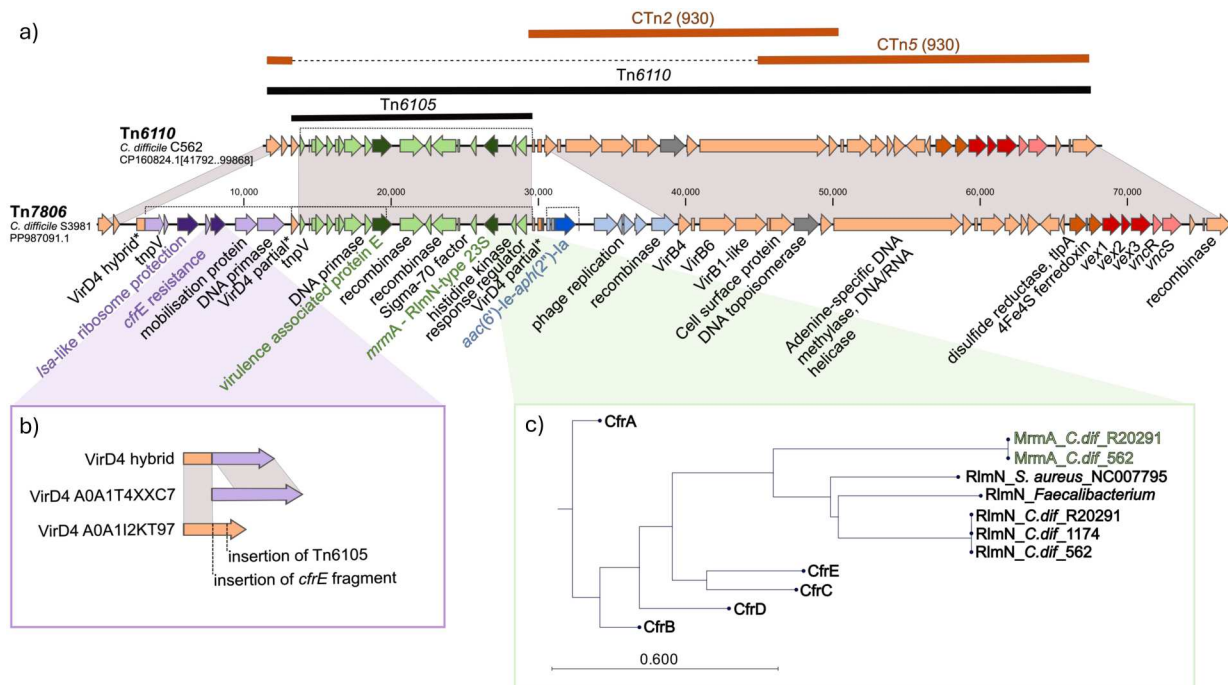 a)
CTn2 (930)
CTn5 (930)
Tn6110
Tn6105
Tn6110
C. difficile C562
CP160824.1[41792..99868]
10,000
20,000
30,000
40,000
50,000
60,000
70,000
Tn7806
C. difficile S3981
PP987091.1
VirD4 hybrid*
tnpV
lsa-like ribosome protection
cfrE resistance
mobilisation protein
DNA primase
VirD4 partial*
tnpV
DNA primase
virulence associated protein E
recombinase
recombinase
Sigma-70 factor
mrmA - RlmN-type 23S
histidine kinase
response regulator
VirD4 partial*
aac(6')-Ie-aph(2")-Ia
phage replication
recombinase
VirB4
VirB6
VirB1-like
Cell surface protein
DNA topoisomerase
Adenine-specific DNA
methylase, DNA/RNA
helicase
disulfide reductase, tlpA
4Fe4S ferredoxin
vex1
vex2
vex3
vncR
vncS
recombinase
b)
VirD4 hybrid
VirD4 A0A1T4XXC7
VirD4 A0A1I2KT97
insertion of Tn6105
insertion of cfrE fragment
c)
CfrA
MrmA_C.dif_R20291
MrmA_C.dif_562
RlmN_S. aureus_NC007795
RlmN_Faecalibacterium
RlmN_C.dif_R20291
RlmN_C.dif_1174
RlmN_C.dif_562
CfrE
CfrC
CfrD
CfrB
0.600